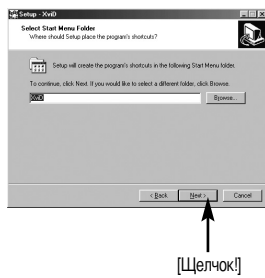 Setup - XviD
Select Start Menu Folder
Where should Setup place the program's shortcuts?
Setup will create the program's shortcuts in the following Start Menu folder.
To continue, click Next. If you would like to select a different folder, click Browse.
XviD
Browse...
< Back
Next >
Cancel
[Щелчок!]